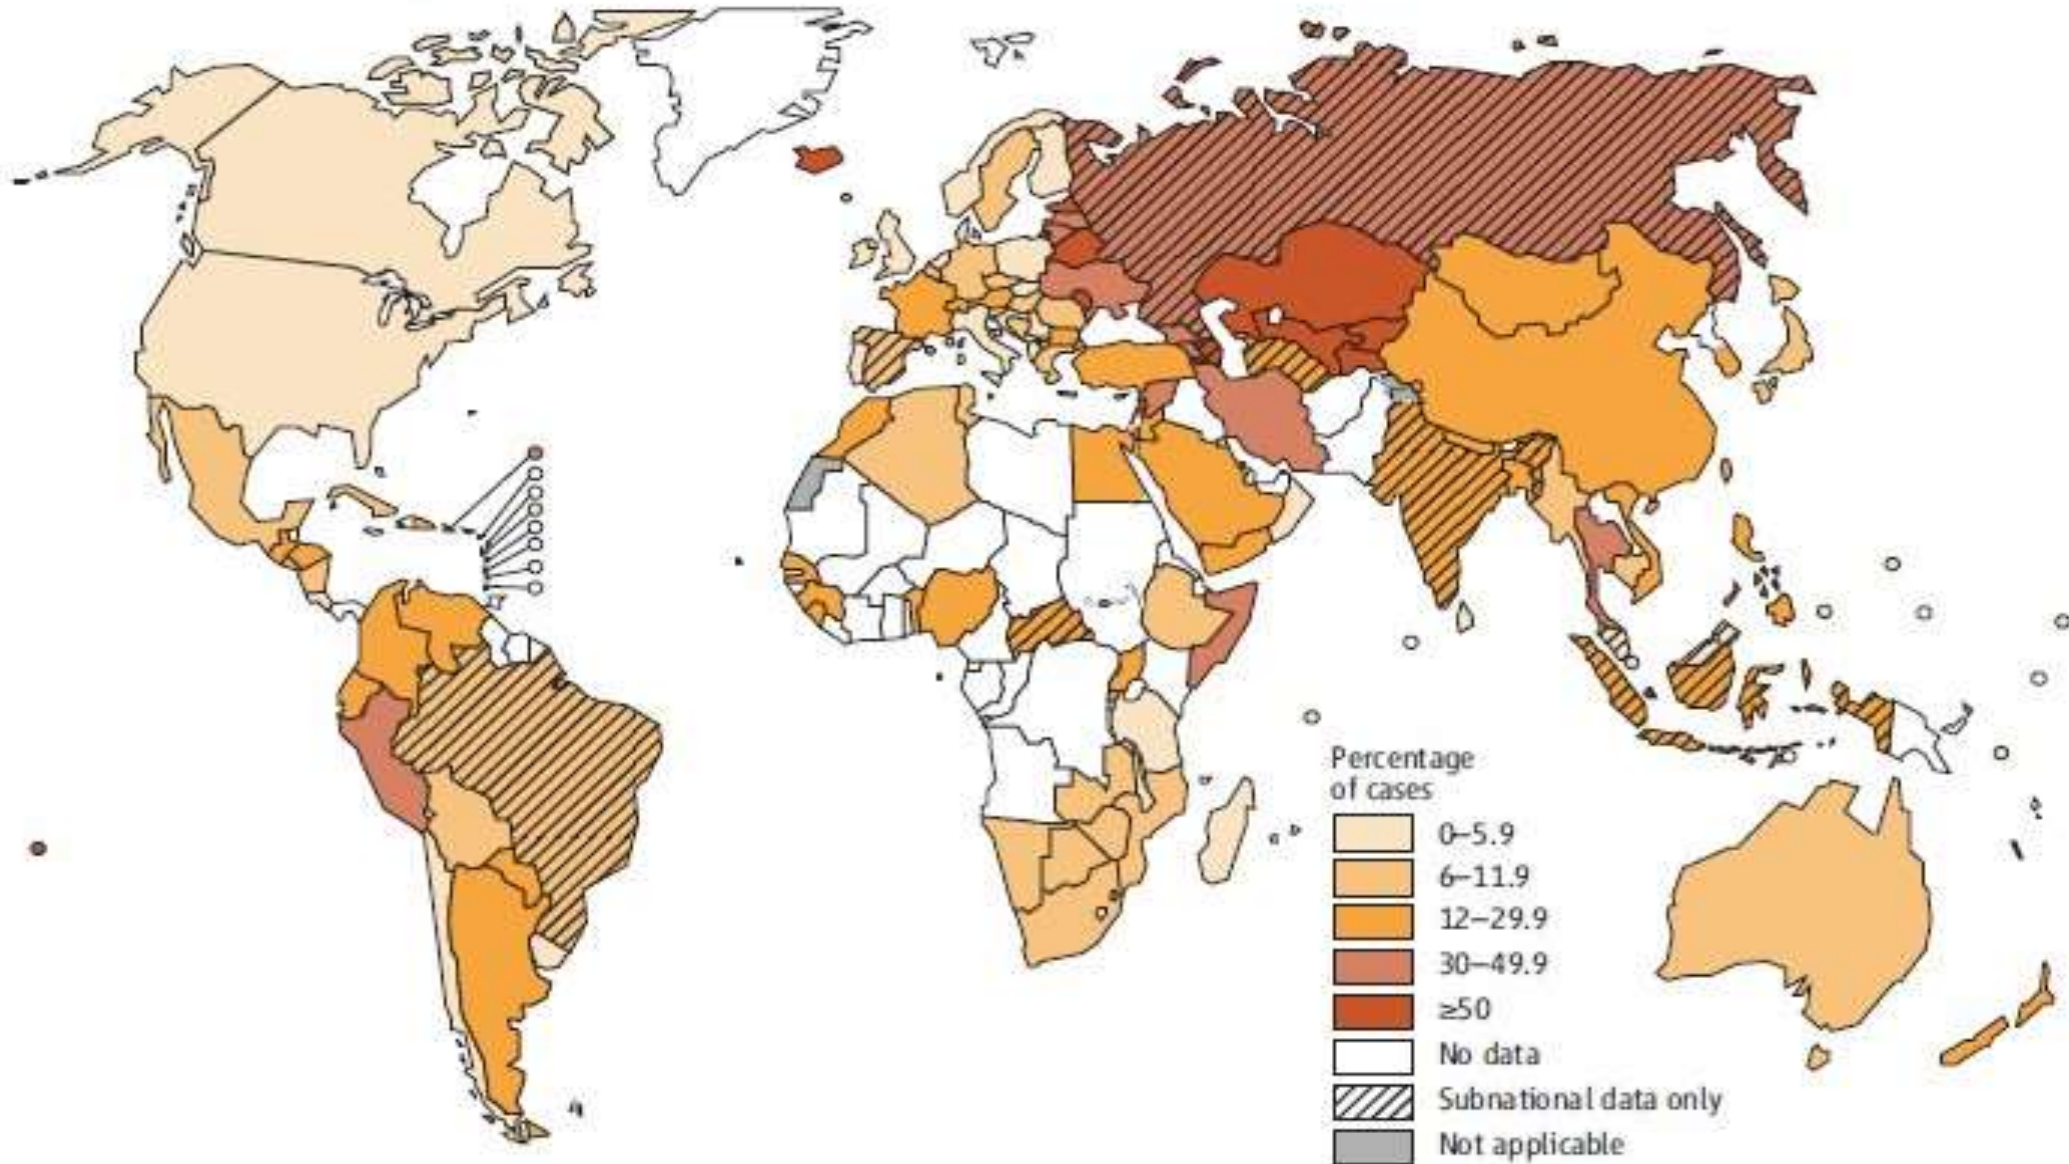 Percentage
of cases
0–5.9
6–11.9
12–29.9
30–49.9
≥50
No data
Subnational data only
Not applicable